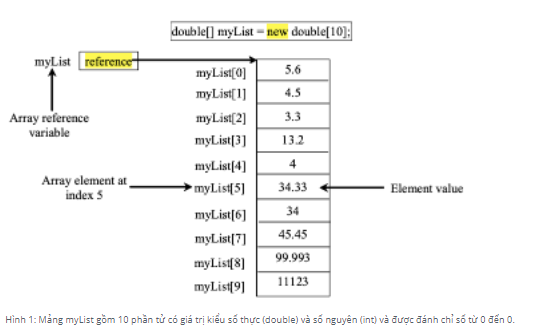 double[] myList = new double[10];
myList reference
myList[0] 5.6
myList[1] 4.5
Array reference
variable
myList[2] 3.3
myList[3] 13.2
myList[4] 4
Array element at
index 5
myList[5] 34.33
Element value
myList[6] 34
myList[7] 45.45
myList[8] 99.993
myList[9] 11123
Hình 1: Mảng myList gồm 10 phần tử có giá trị kiểu số thực (double) và số nguyên (int) và được đánh chỉ số từ 0 đến 0.